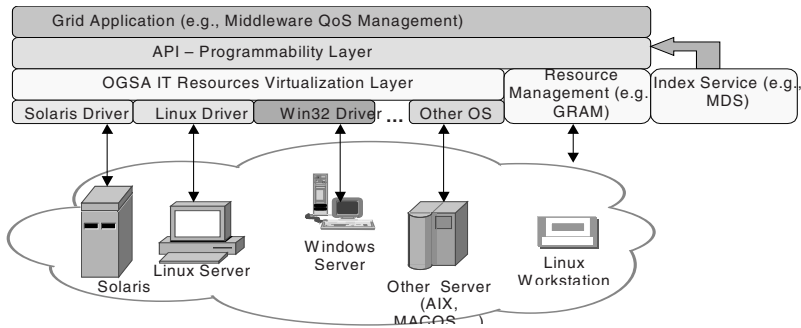 Grid Application (e.g., Middleware QoS Management)
API – Programmability Layer
OGSA IT Resources Virtualization Layer
Resource
Management (e.g.
GRAM)
Index Service (e.g.,
MDS)
Solaris Driver
Linux Driver
Win32 Driver
...
Other OS
Solaris
Linux Server
Windows
Server
Other Server
(AIX,
MACOS...)
Linux
Workstation